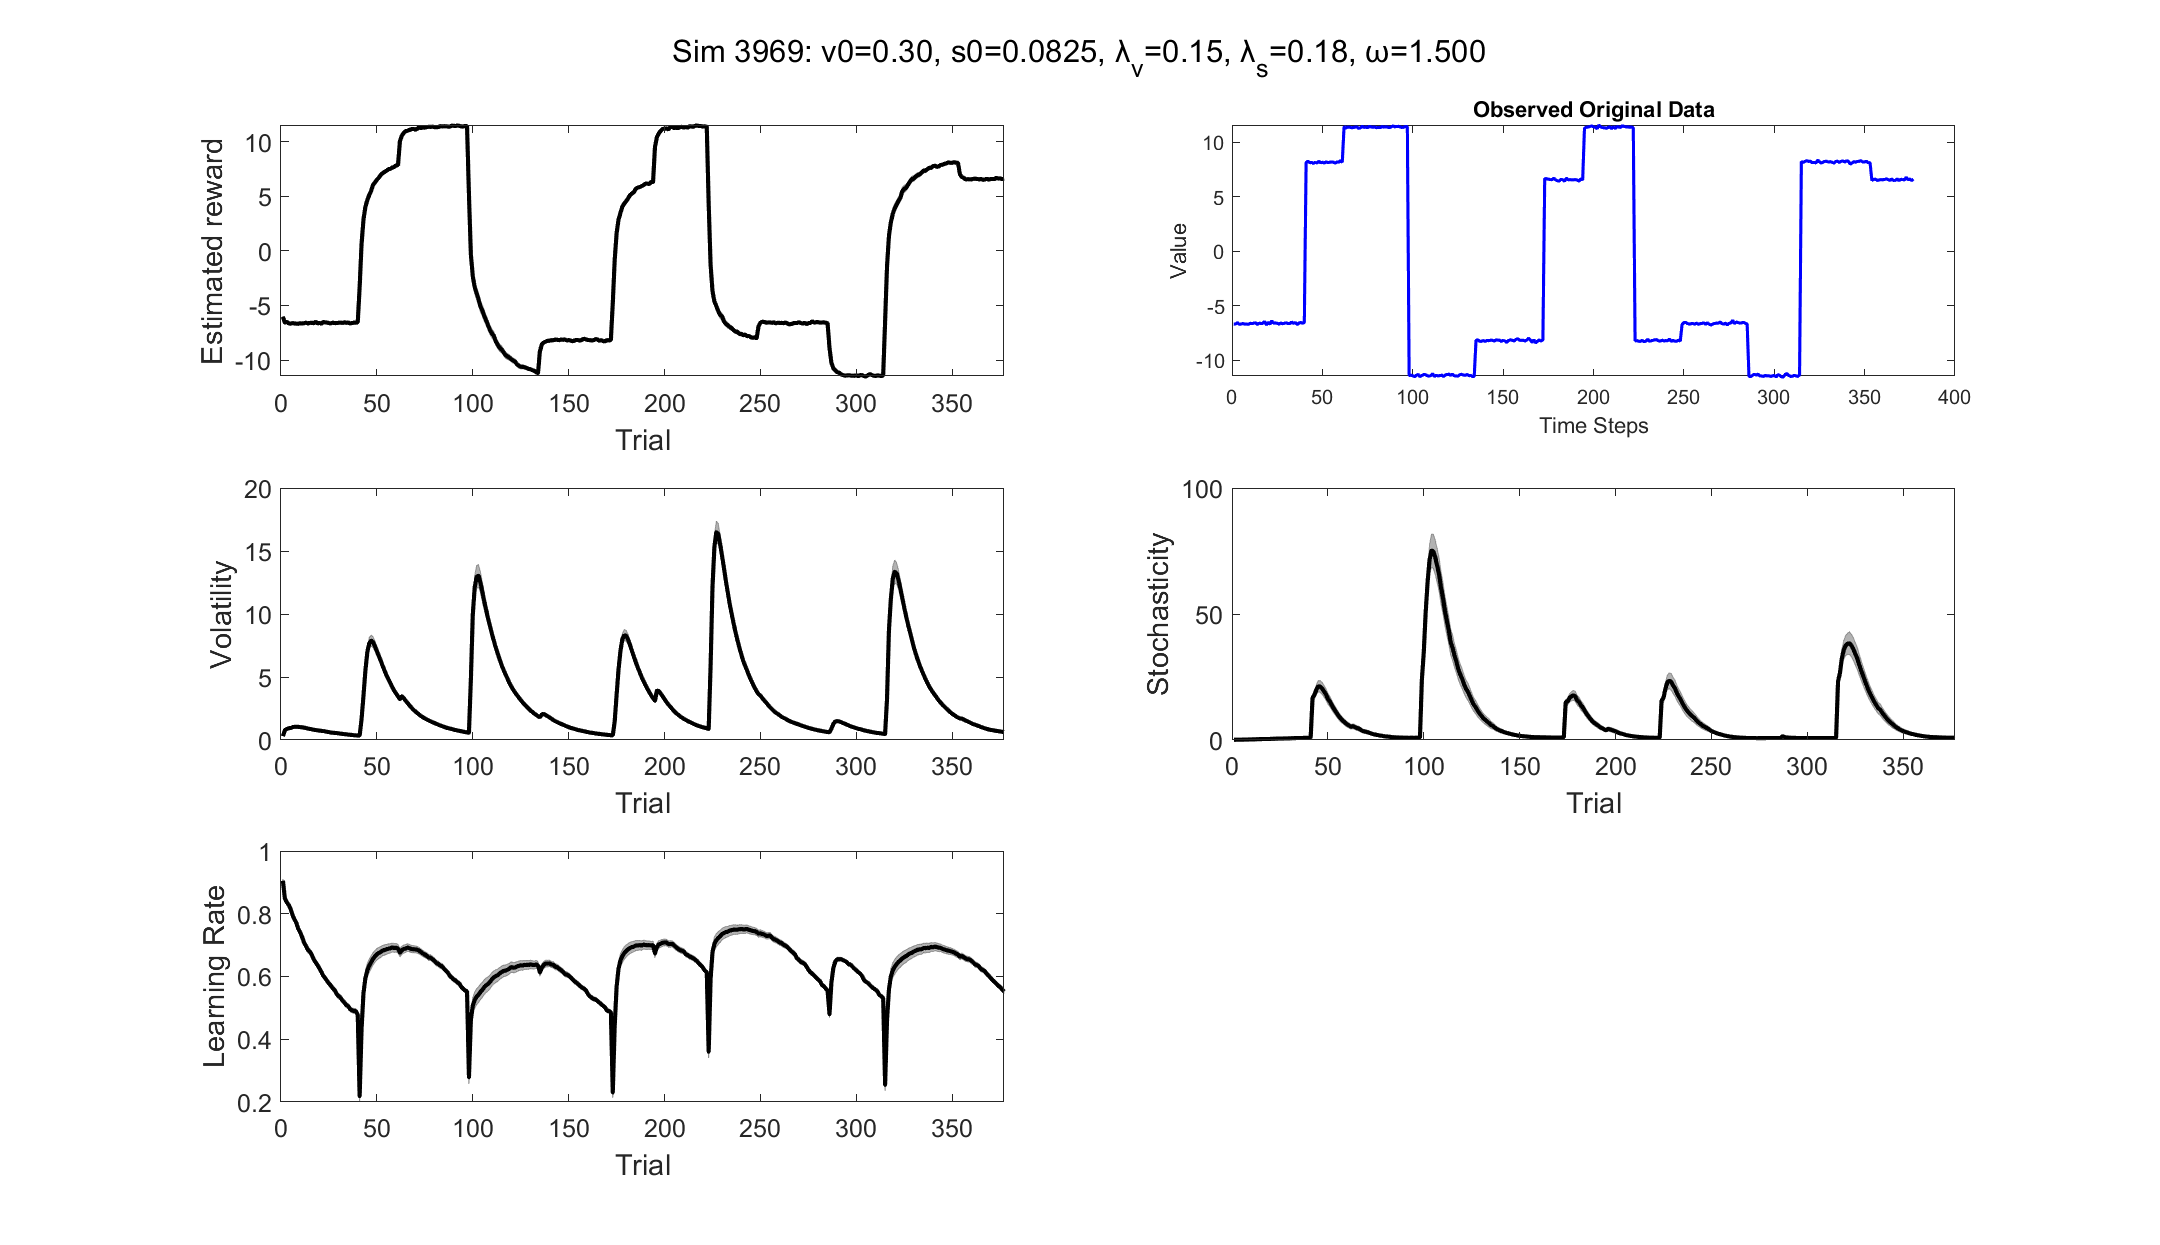 Sim 3969: v0=0.30, s0=0.0825, λ_v=0.15, λ_s=0.18, ω=1.500
Estimated reward
10
5
0
-5
-10
0 50 100 150 200 250 300 350
Trial
Observed Original Data
Value
10
5
0
-5
-10
0 50 100 150 200 250 300 350 400
Time Steps
Volatility
20
15
10
5
0
0 50 100 150 200 250 300 350
Trial
Stochasticity
100
50
0
0 50 100 150 200 250 300 350
Trial
Learning Rate
1
0.8
0.6
0.4
0.2
0 50 100 150 200 250 300 350
Trial